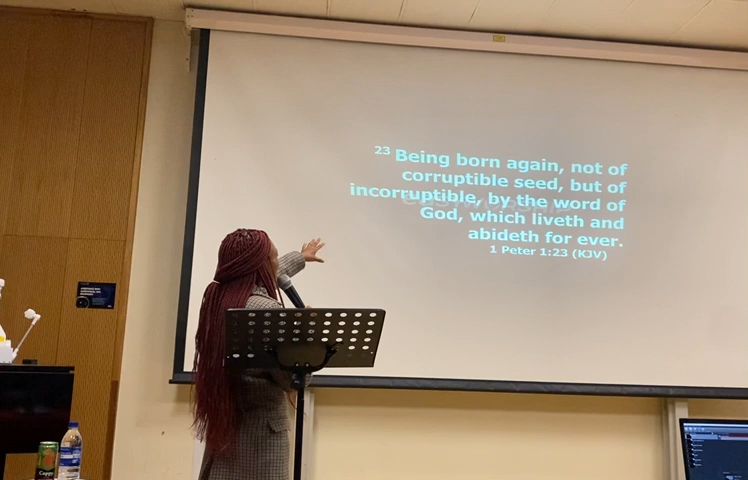 23 Being born again, not of
corruptible seed, but of
incorruptible, by the word of
God, which liveth and
abideth for ever.
1 Peter 1:23 (KJV)
Cappy